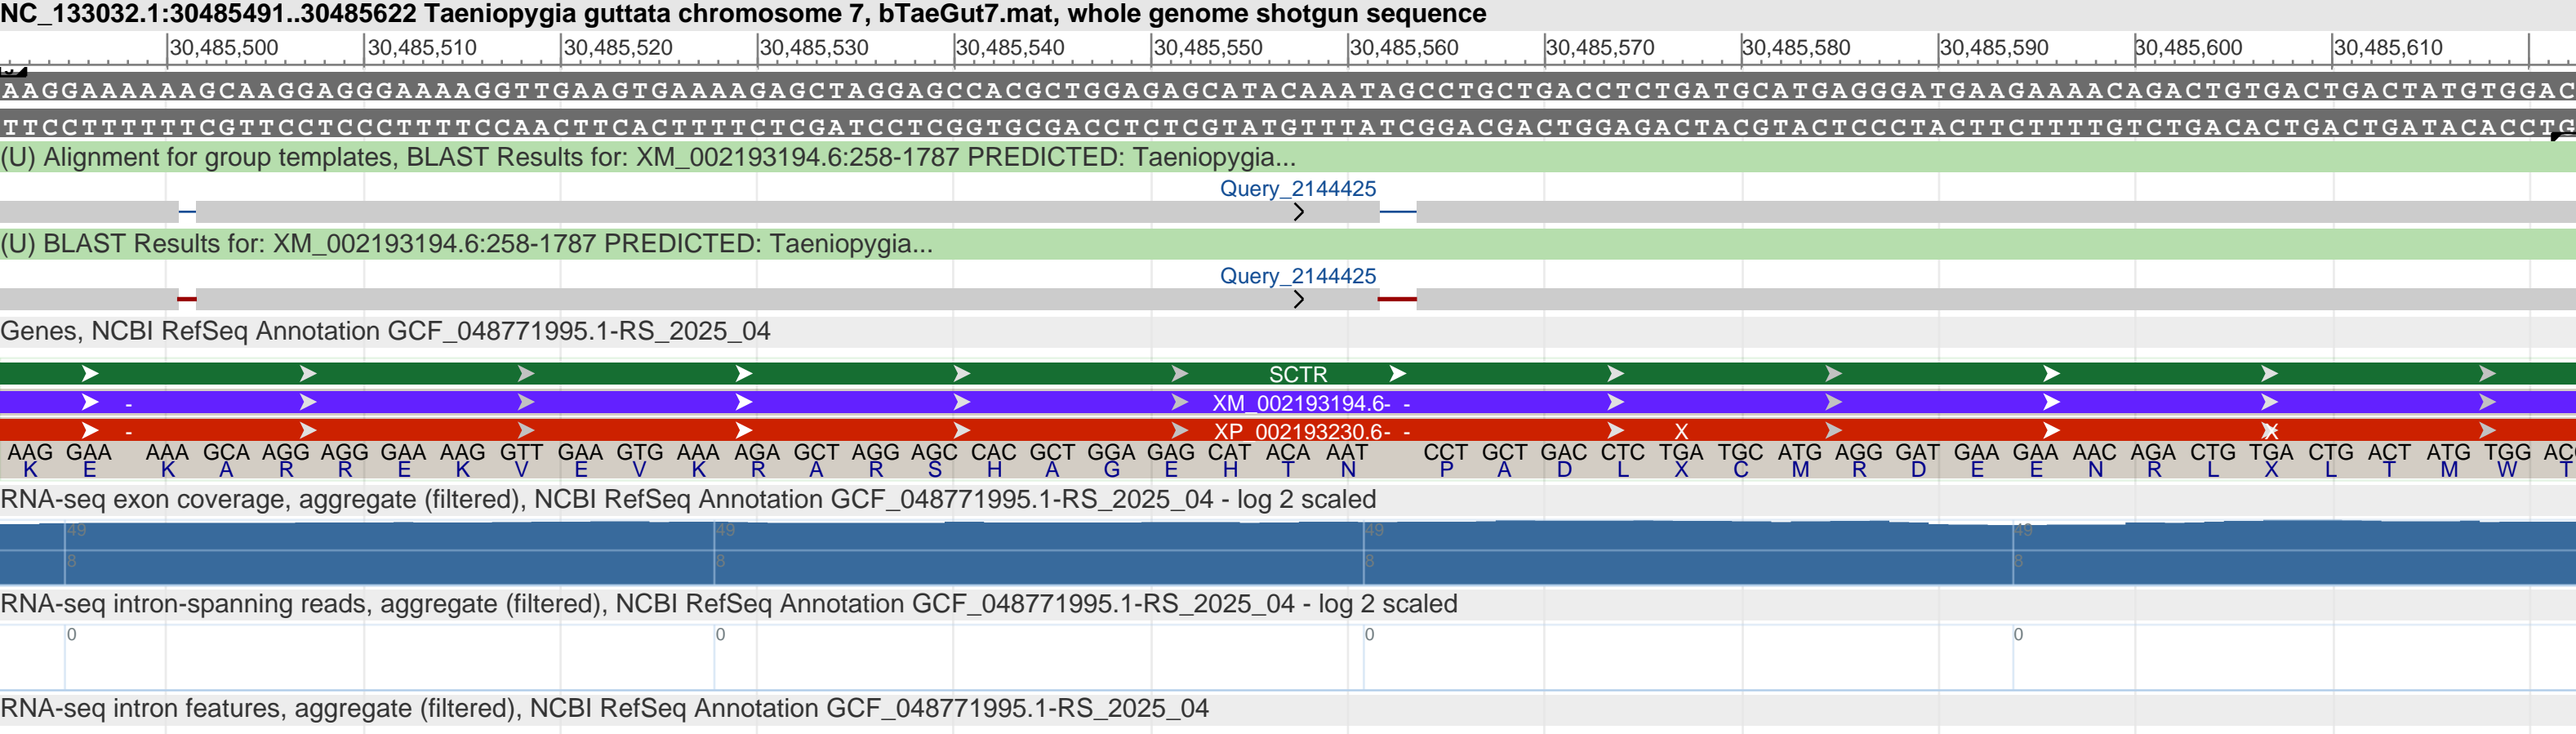 NC_133032.1:30485491..30485622 Taeniopygia guttata chromosome 7, bTaeGut7.mat, whole genome shotgun sequence
30,485,500 30,485,510 30,485,520 30,485,530 30,485,540 30,485,550 30,485,560 30,485,570 30,485,580 30,485,590 30,485,600 30,485,610
AAGGAAAAAAGCAAGGAGGGAAAAGGTTGAAGTGAAAAGAGCTAGGAGCCACGCTGGAGAGCATACAAATAGCCTGCTGACCTCTGATGCATGAGGGATGAAGAAAACAGACTGTGACTGACTATGTGGAC
TTCCTTTTTTCGTTCCTCCCTTTTCCAACTTCACTTTTCTCGATCCTCGGTGCGACCTCTCGTATGTTTATCGGACGACTGGAGACTACGTACTCCCTACTTCTTTTGTCTGACACTGACTGATACACCTG
(U) Alignment for group templates, BLAST Results for: XM_002193194.6:258-1787 PREDICTED: Taeniopygia...
Query_2144425
(U) BLAST Results for: XM_002193194.6:258-1787 PREDICTED: Taeniopygia...
Query_2144425
Genes, NCBI RefSeq Annotation GCF_048771995.1-RS_2025_04
SCTR
- XM_002193194.6- -
- XP_002193230.6- - X X
AAG GAA AAA GCA AGG AGG GAA AAG GTT GAA GTG AAA AGA GCT AGG AGC CAC GCT GGA GAG CAT ACA AAT CCT GCT GAC CTC TGA TGC ATG AGG GAT GAA GAA AAC AGA CTG TGA CTG ACT ATG TGG AC
K E K A R R E K V E V K R A R S H A G E H T N P A D L X C M R D E E N R L X L T M W T
RNA-seq exon coverage, aggregate (filtered), NCBI RefSeq Annotation GCF_048771995.1-RS_2025_04 - log 2 scaled
49 49 49 49
8 8 8 8
RNA-seq intron-spanning reads, aggregate (filtered), NCBI RefSeq Annotation GCF_048771995.1-RS_2025_04 - log 2 scaled
0 0 0 0
RNA-seq intron features, aggregate (filtered), NCBI RefSeq Annotation GCF_048771995.1-RS_2025_04